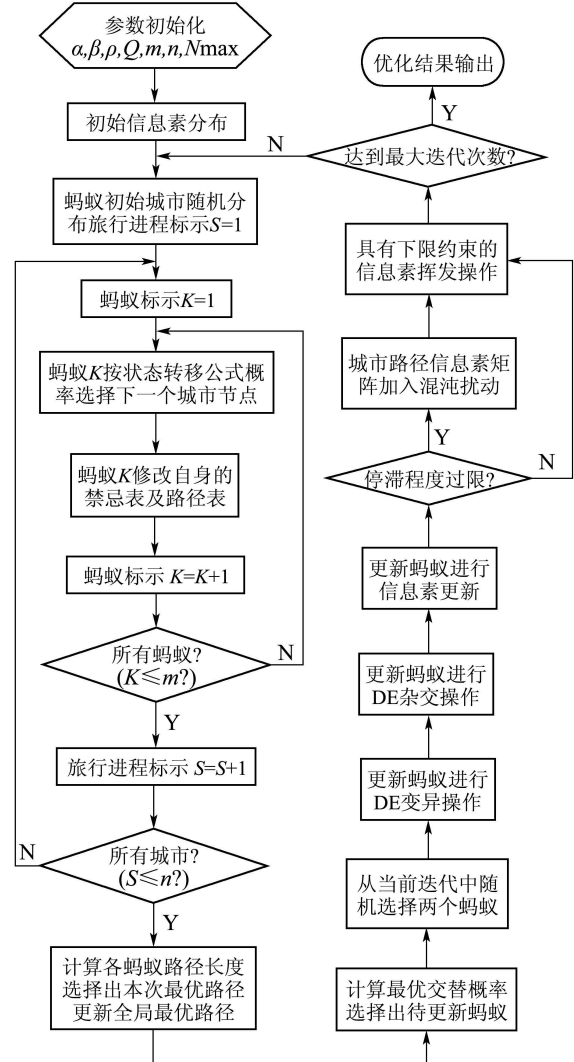 参数初始化
α,β,ρ,Q,m,n,Nmax
初始信息素分布
N
蚂蚁初始城市随机分
布旅行进程标示S=1
蚂蚁标示K=1
蚂蚁K按状态转移公式概
率选择下一个城市节点
蚂蚁K修改自身的
禁忌表及路径表
蚂蚁标示 K=K+1
所有蚂蚁?
(K≤m?)
N
Y
旅行进程标示 S=S+1
所有城市?
(S≤n?)
N
Y
计算各蚂蚁路径长度
选择出本次最优路径
更新全局最优路径
计算最优交替概率
选择出待更新蚂蚁
从当前迭代中随
机选择两个蚂蚁
更新蚂蚁进行
DE变异操作
更新蚂蚁进行
DE杂交操作
更新蚂蚁进行
信息素更新
停滞程度过限?
N
Y
城市路径信息素矩
阵加入混沌扰动
具有下限约束的
信息素挥发操作
达到最大迭代次数?
Y
优化结果输出